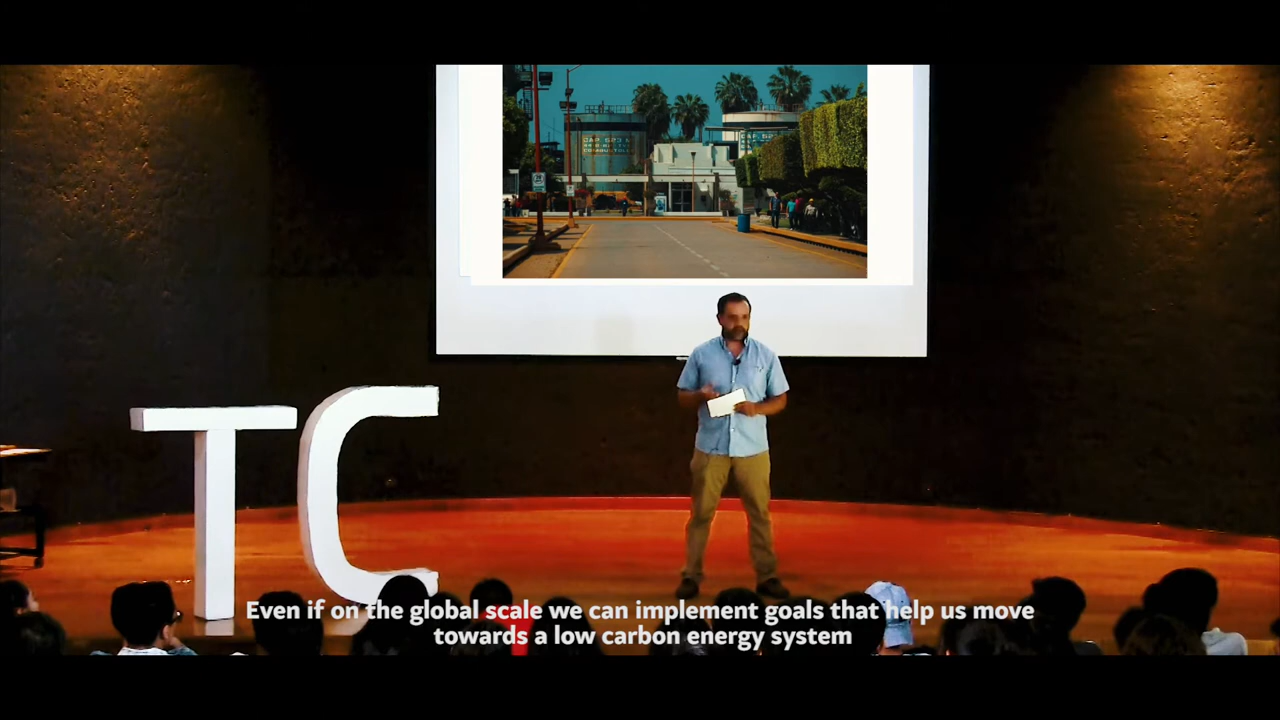 TC
Even if on the global scale we can implement goals that help us move
towards a low carbon energy system